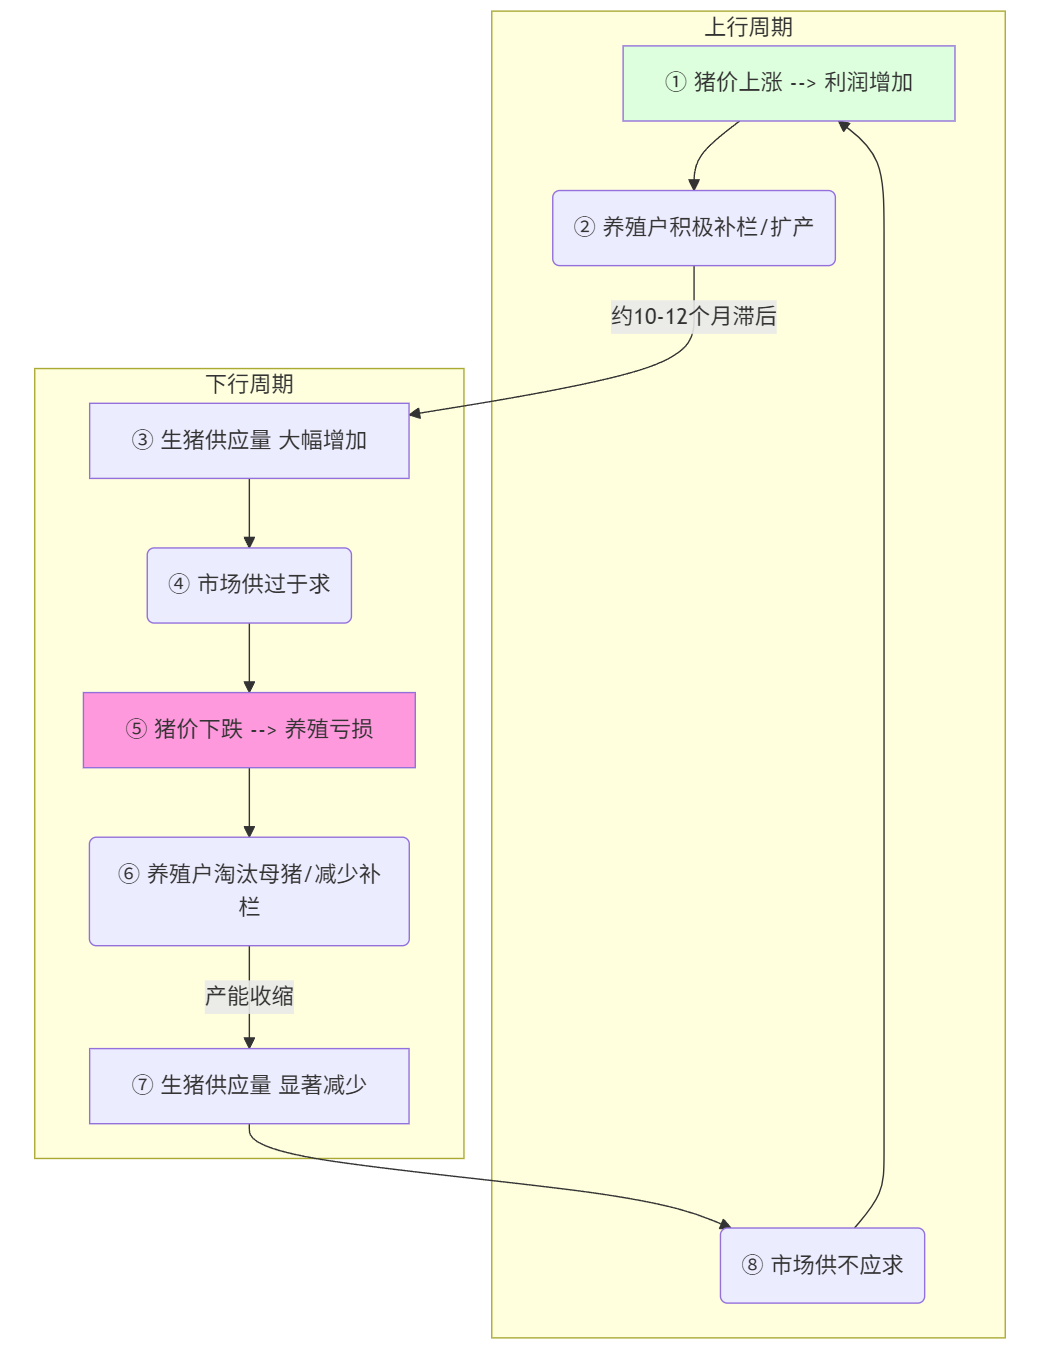 上行周期
① 猪价上涨 --> 利润增加
② 养殖户积极补栏/扩产
约10-12个月滞后
下行周期
③ 生猪供应量 大幅增加
④ 市场供过于求
⑤ 猪价下跌 --> 养殖亏损
⑥ 养殖户淘汰母猪/减少补
栏
产能收缩
⑦ 生猪供应量 显著减少
⑧ 市场供不应求